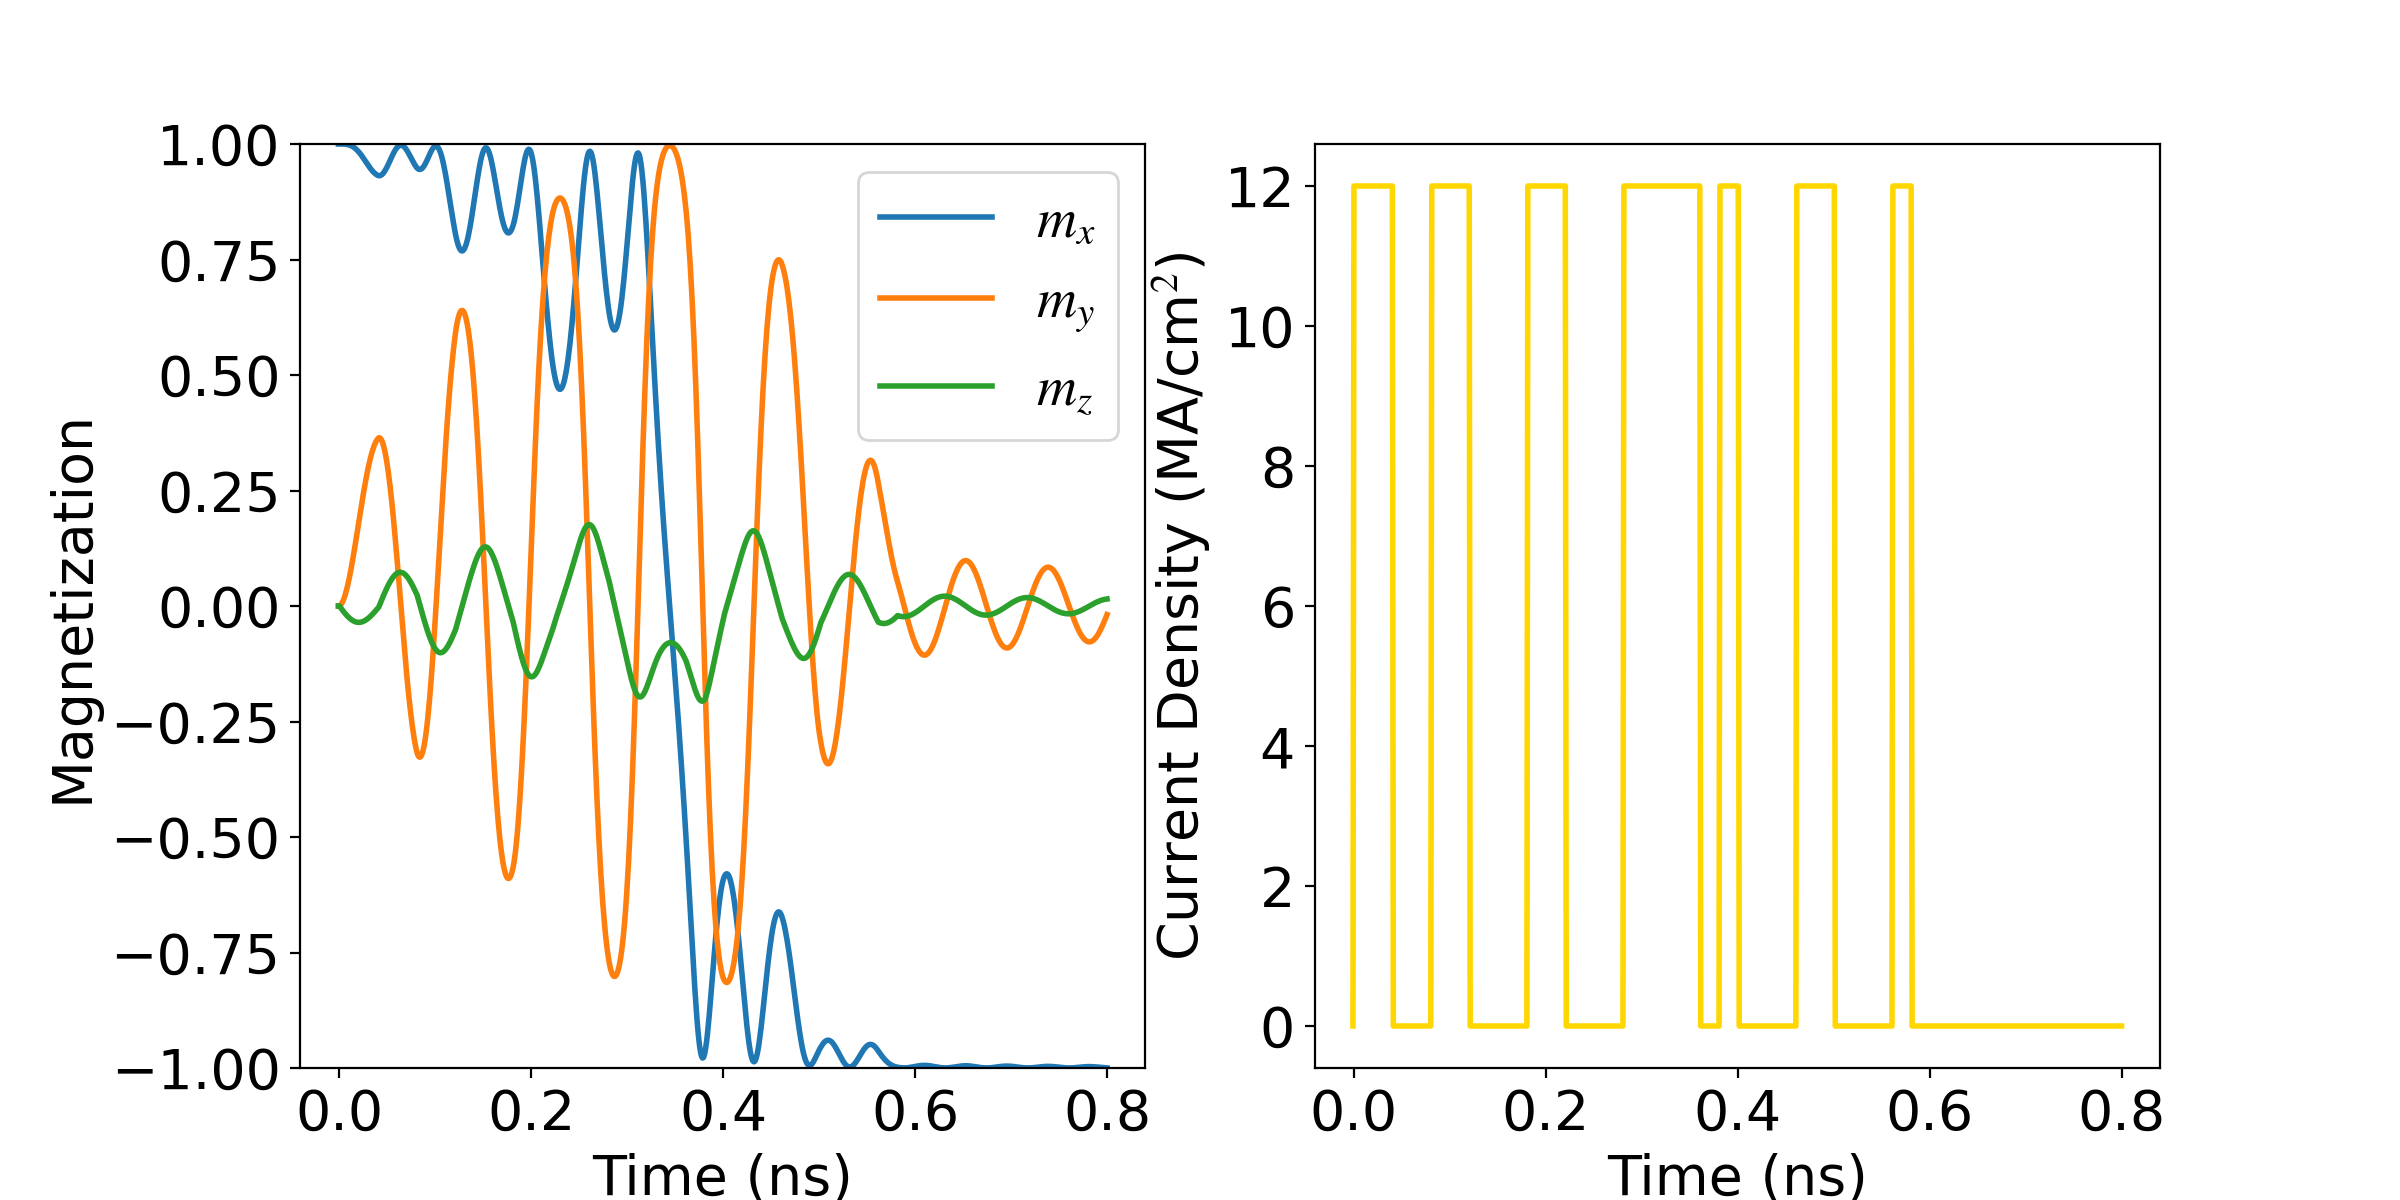 Magnetization
1.00
0.75
0.50
0.25
0.00
−0.25
−0.50
−0.75
−1.00
0.0 0.2 0.4 0.6 0.8
Time (ns)
m_x
m_y
m_z
Current Density (MA/cm²)
12
10
8
6
4
2
0
0.0 0.2 0.4 0.6 0.8
Time (ns)